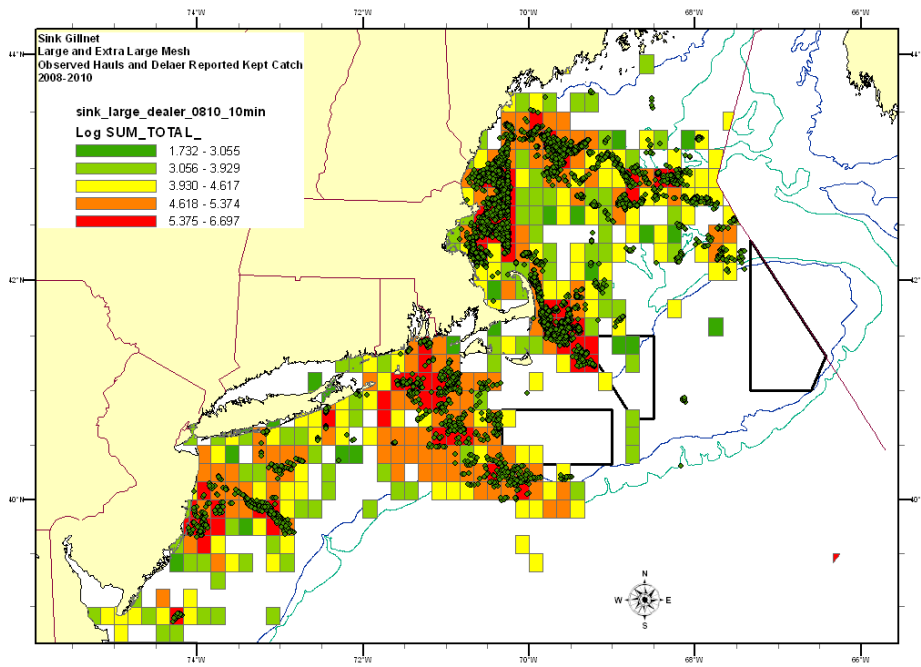 74°W
72°W
70°W
68°W
66°W
44°N
Sink Gillnet
Large and Extra Large Mesh
Observed Hauls and Delaer Reported Kept Catch
2008-2010
sink_large_dealer_0810_10min
Log SUM_TOTAL_
1.732 - 3.055
3.056 - 3.929
3.930 - 4.617
4.618 - 5.374
5.375 - 6.697
42°N
42°N
40°N
40°N
N
W
E
S
74°W
72°W
70°W
68°W
66°W